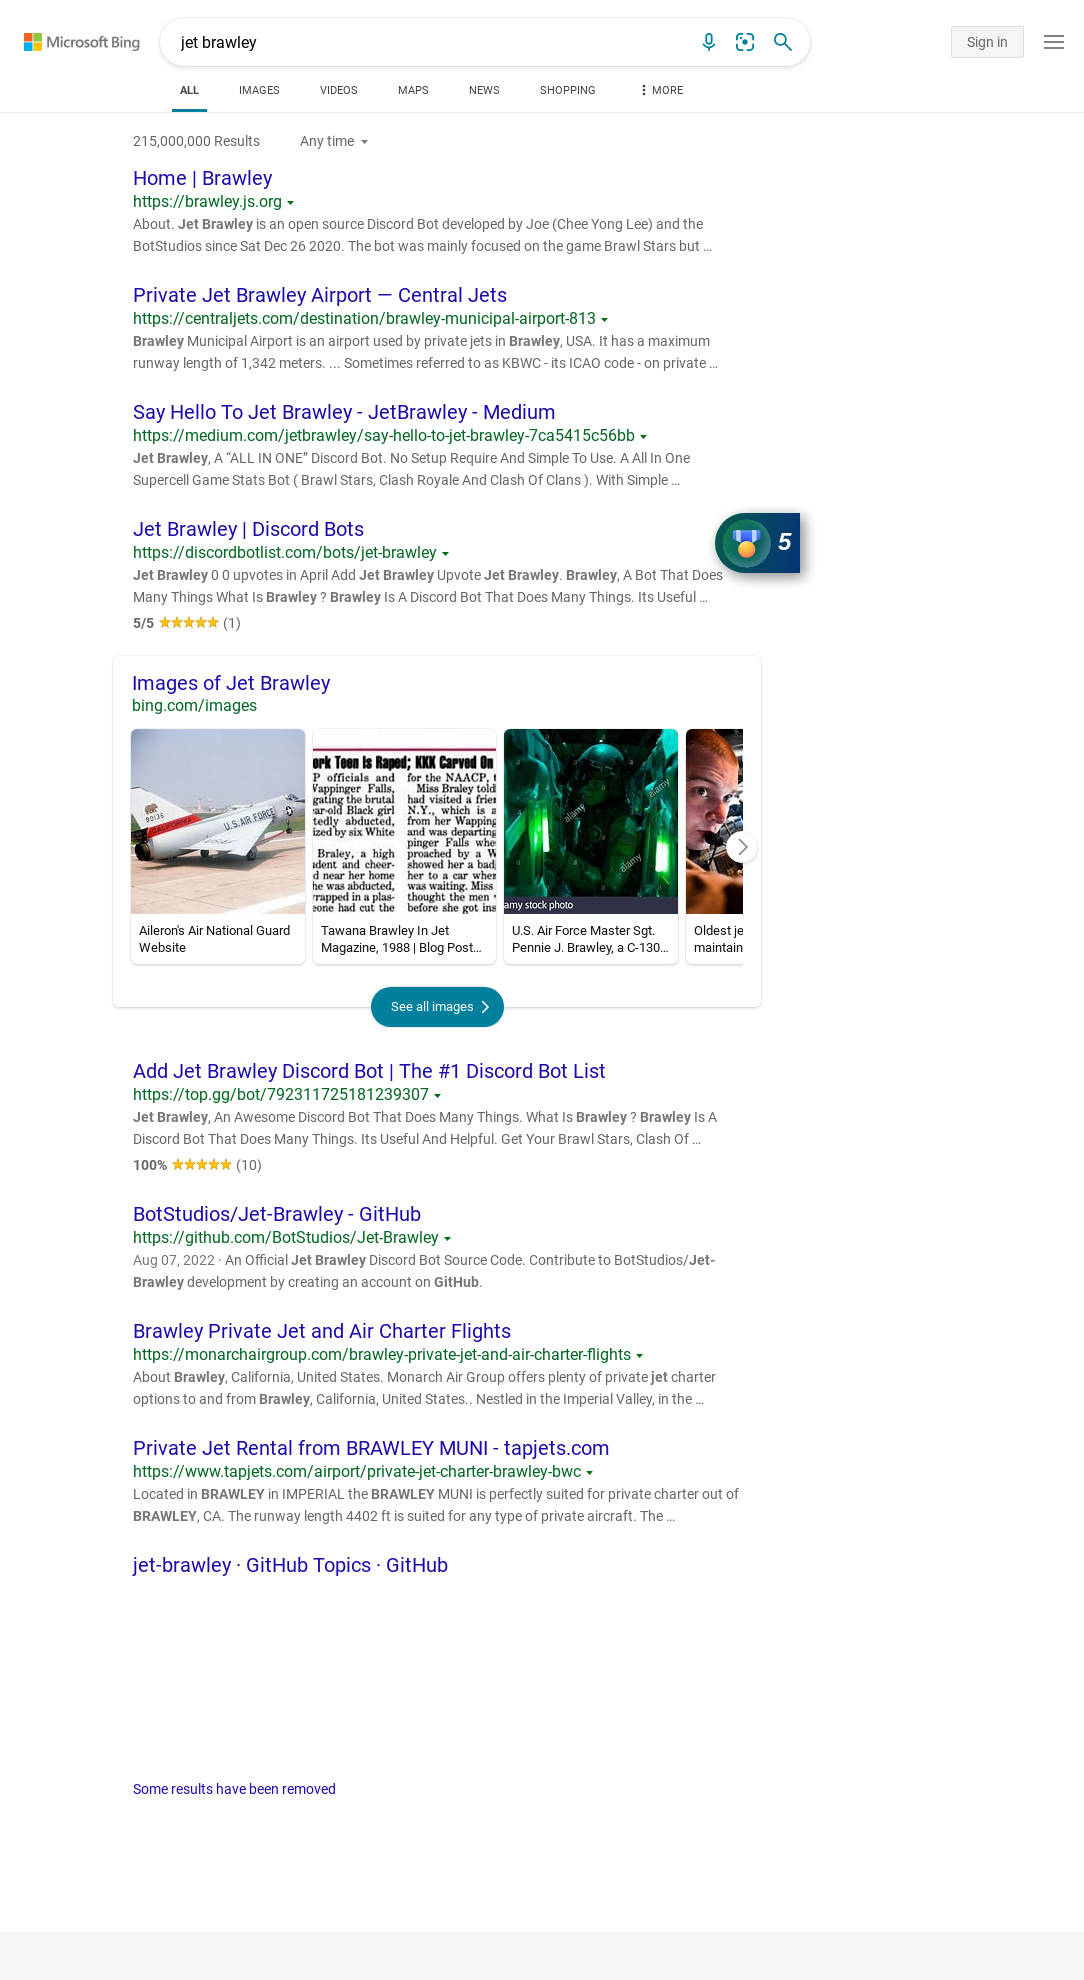 Microsoft Bing
jet brawley
Sign in
ALL
IMAGES
VIDEOS
MAPS
NEWS
SHOPPING
MORE
215,000,000 Results
Any time
Home | Brawley
https://brawley.js.org
About. Jet Brawley is an open source Discord Bot developed by Joe (Chee Yong Lee) and the
BotStudios since Sat Dec 26 2020. The bot was mainly focused on the game Brawl Stars but …
Private Jet Brawley Airport — Central Jets
https://centraljets.com/destination/brawley-municipal-airport-813
Brawley Municipal Airport is an airport used by private jets in Brawley, USA. It has a maximum
runway length of 1,342 meters. ... Sometimes referred to as KBWC - its ICAO code - on private …
Say Hello To Jet Brawley - JetBrawley - Medium
https://medium.com/jetbrawley/say-hello-to-jet-brawley-7ca5415c56bb
Jet Brawley, A “ALL IN ONE” Discord Bot. No Setup Require And Simple To Use. A All In One
Supercell Game Stats Bot ( Brawl Stars, Clash Royale And Clash Of Clans ). With Simple …
Jet Brawley | Discord Bots
5
https://discordbotlist.com/bots/jet-brawley
Jet Brawley 0 0 upvotes in April Add Jet Brawley Upvote Jet Brawley. Brawley, A Bot That Does
Many Things What Is Brawley ? Brawley Is A Discord Bot That Does Many Things. Its Useful …
5/5 (1)
Images of Jet Brawley
bing.com/images
90136
CALIFORNIA
U.S. AIR FORCE
ork Teen Is Raped; KKK Carved On
P officials and
Wappinger Falls,
gating the brutal
ear-old Black girl
tedly abducted,
ized by six White
Braley, a high
dent and cheer-
d near her home
he was abducted,
wrapped in a plas-
eone had cut the
for the NAACP, t
Miss Braley told
had visited a frien
N.Y., which is a
from her Wapping
and was departing
pinger Falls whe
proached by a W
showed her a bad
her to a car wher
was waiting. Miss
thought the men
before she got ins
alamy
alamy
alamy
amy stock photo
Aileron's Air National Guard
Website
Tawana Brawley In Jet
Magazine, 1988 | Blog Post...
U.S. Air Force Master Sgt.
Pennie J. Brawley, a C-130...
Oldest je
maintain
See all images
Add Jet Brawley Discord Bot | The #1 Discord Bot List
https://top.gg/bot/792311725181239307
Jet Brawley, An Awesome Discord Bot That Does Many Things. What Is Brawley ? Brawley Is A
Discord Bot That Does Many Things. Its Useful And Helpful. Get Your Brawl Stars, Clash Of …
100% (10)
BotStudios/Jet-Brawley - GitHub
https://github.com/BotStudios/Jet-Brawley
Aug 07, 2022 · An Official Jet Brawley Discord Bot Source Code. Contribute to BotStudios/Jet-
Brawley development by creating an account on GitHub.
Brawley Private Jet and Air Charter Flights
https://monarchairgroup.com/brawley-private-jet-and-air-charter-flights
About Brawley, California, United States. Monarch Air Group offers plenty of private jet charter
options to and from Brawley, California, United States.. Nestled in the Imperial Valley, in the …
Private Jet Rental from BRAWLEY MUNI - tapjets.com
https://www.tapjets.com/airport/private-jet-charter-brawley-bwc
Located in BRAWLEY in IMPERIAL the BRAWLEY MUNI is perfectly suited for private charter out of
BRAWLEY, CA. The runway length 4402 ft is suited for any type of private aircraft. The …
jet-brawley · GitHub Topics · GitHub
Some results have been removed